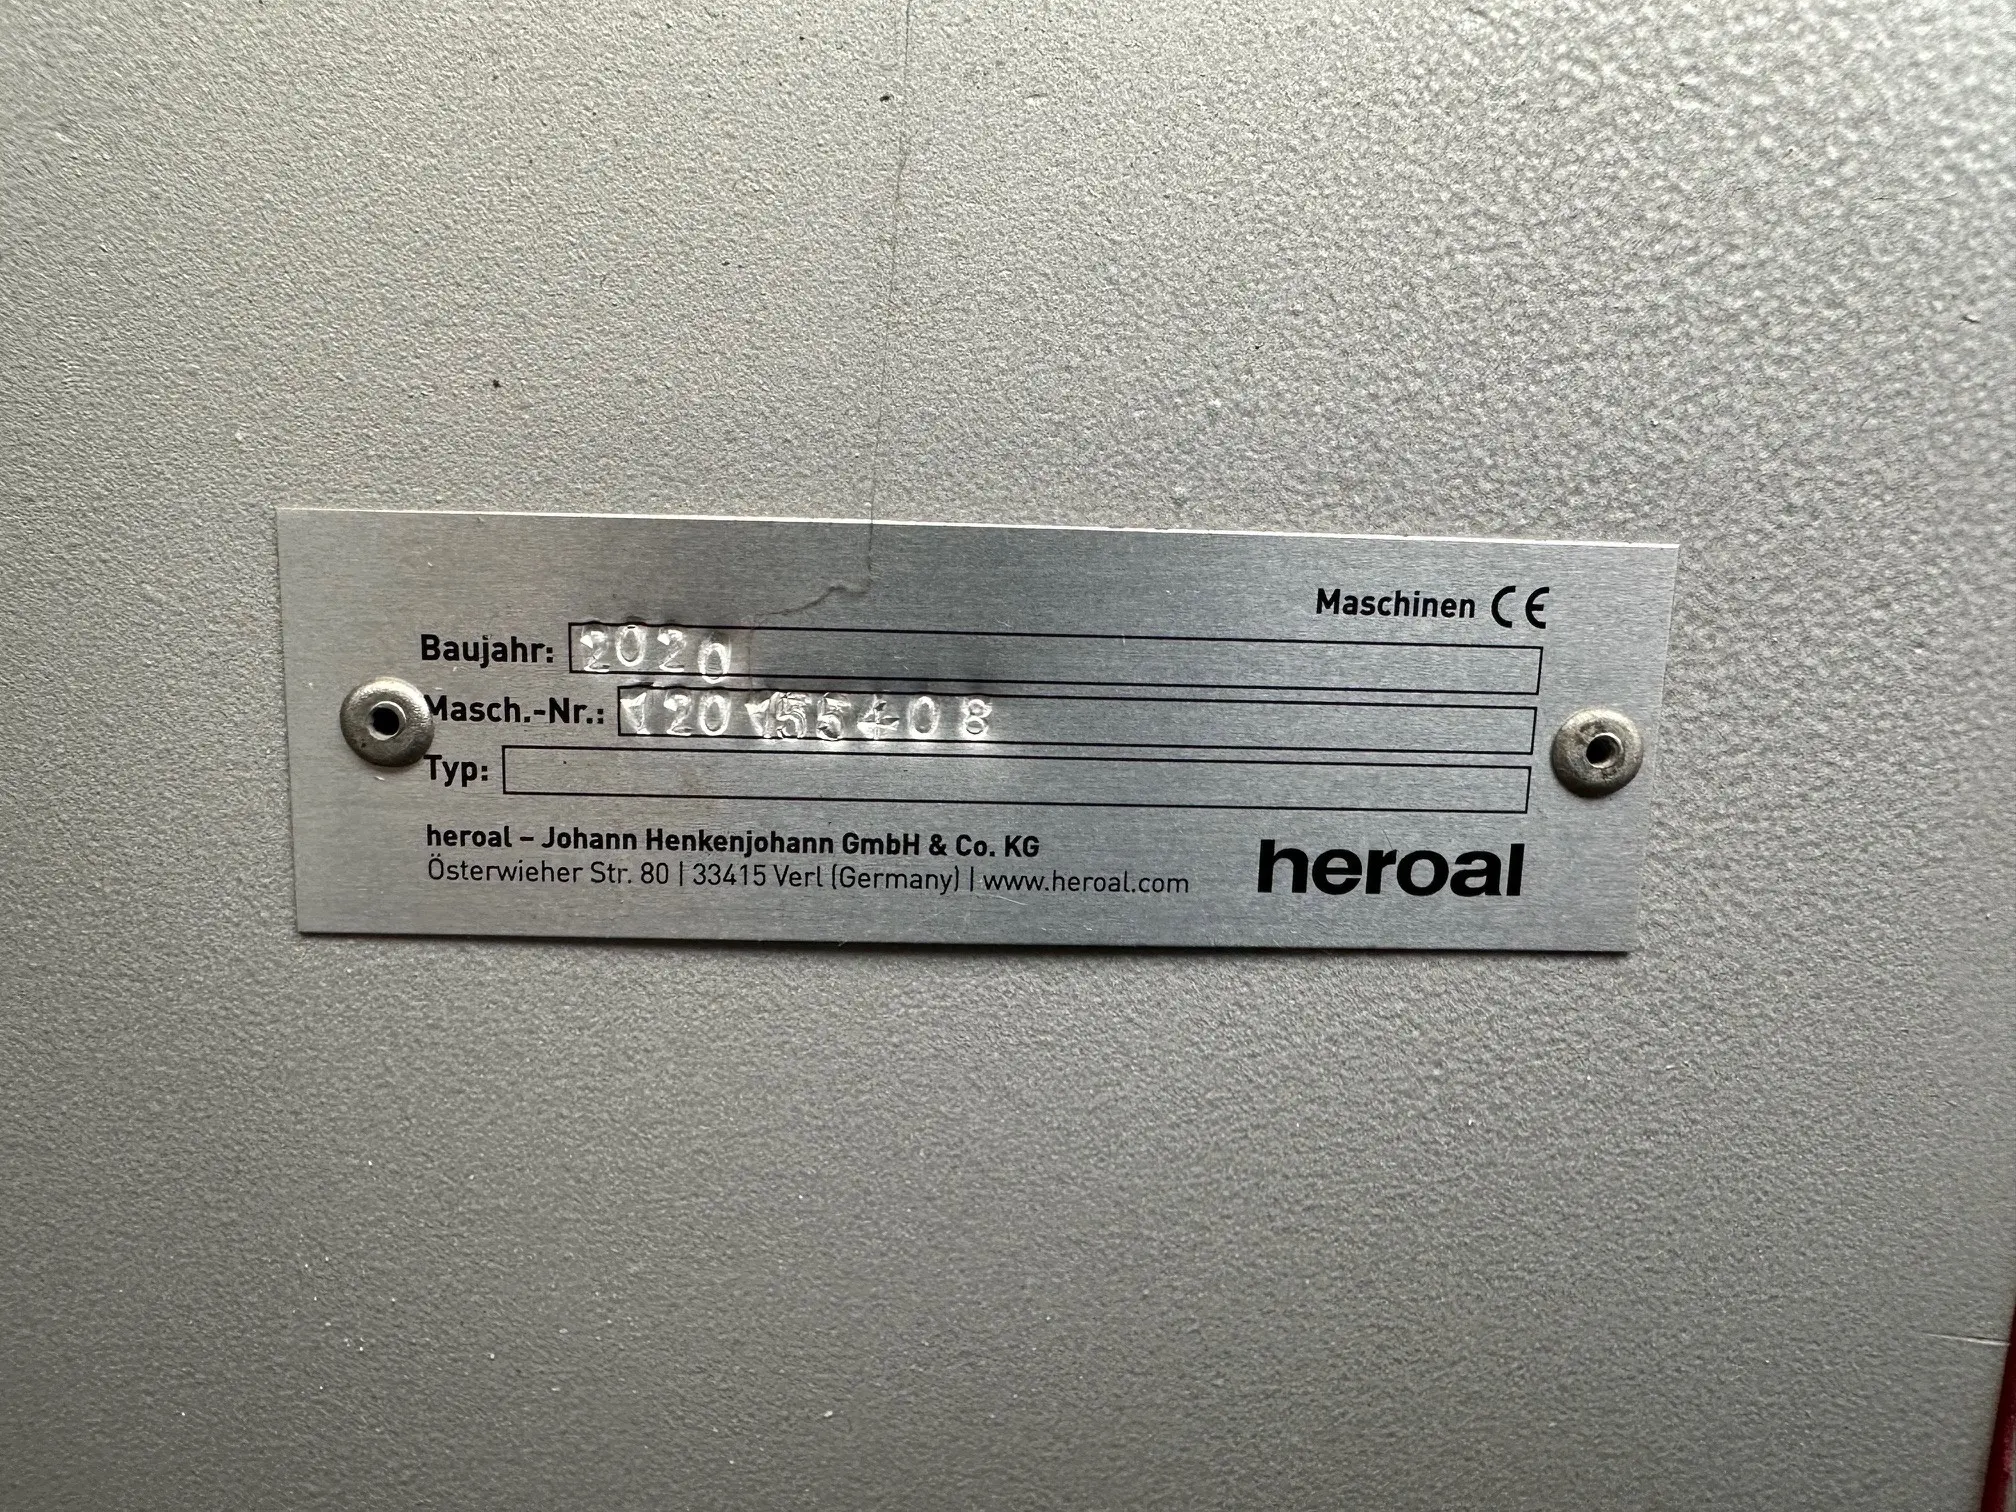 Maschinen CE
Baujahr: 2020
Masch.-Nr.: 120155408
Typ:
heroal – Johann Henkenjohann GmbH & Co. KG
Österwieher Str. 80 | 33415 Verl (Germany) | www.heroal.com
heroal